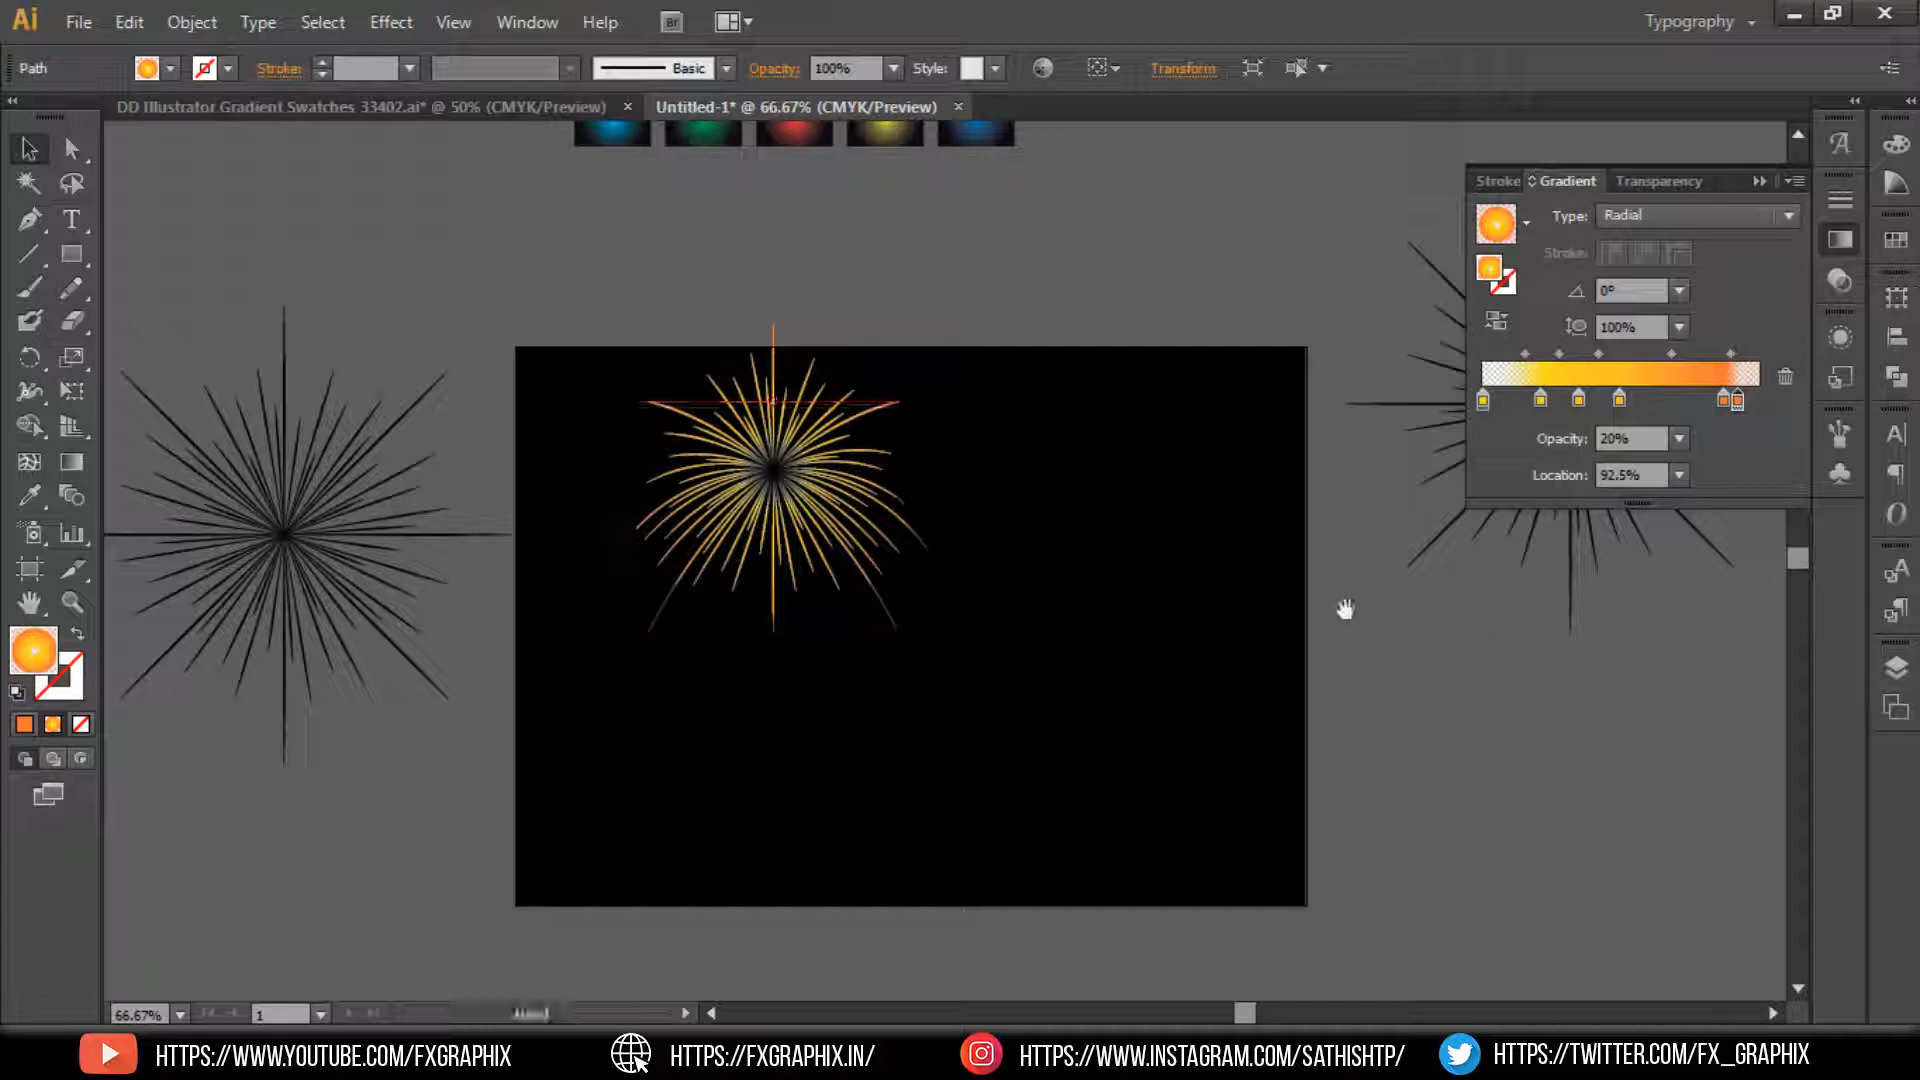 Ai File Edit Object Type Select Effect View Window Help Br Typography
Path Stroke: Basic Opacity: 100% Style: Transform
DD Illustrator Gradient Swatches 33402.ai* @ 50% (CMYK/Preview) × Untitled-1* @ 66.67% (CMYK/Preview) ×
Stroke Gradient Transparency
Type: Radial
Stroke:
0°
100%
Opacity: 20%
Location: 92.5%
66.67% 1
HTTPS://WWW.YOUTUBE.COM/FXGRAPHIX HTTPS://FXGRAPHIX.IN/ HTTPS://WWW.INSTAGRAM.COM/SATHISHTP/ HTTPS://TWITTER.COM/FX_GRAPHIX